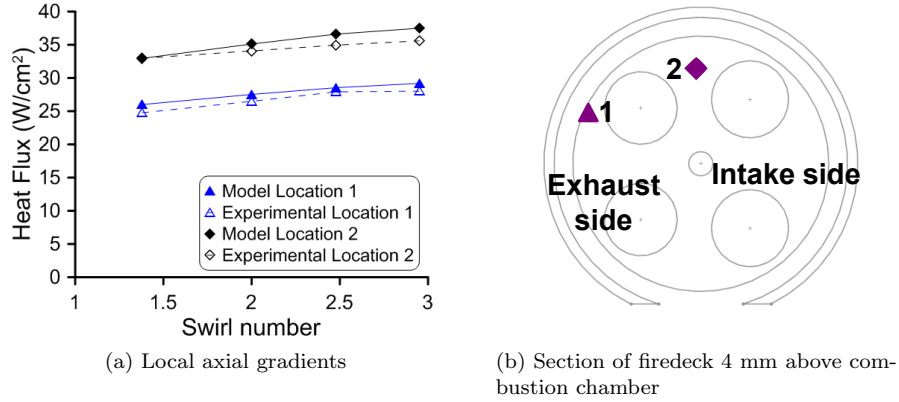 40
35
30
25
20
15
10
5
0
Heat Flux (W/cm²)
Model Location 1
Experimental Location 1
Model Location 2
Experimental Location 2
1
1.5
2
2.5
3
Swirl number
(a) Local axial gradients
2
1
Exhaust
side
Intake side
(b) Section of firedeck 4 mm above com-
bustion chamber